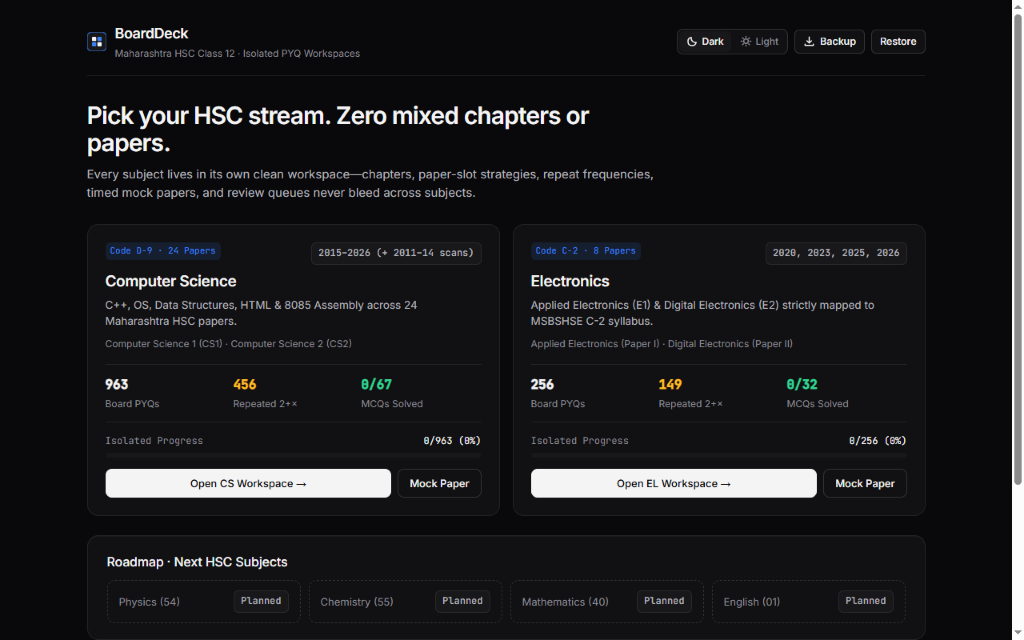 BoardDeck
Maharashtra HSC Class 12 · Isolated PYQ Workspaces
Dark
Light
Backup
Restore
Pick your HSC stream. Zero mixed chapters or
papers.
Every subject lives in its own clean workspace—chapters, paper-slot strategies, repeat frequencies,
timed mock papers, and review queues never bleed across subjects.
Code D-9 · 24 Papers
2015–2026 (+ 2011–14 scans)
Computer Science
C++, OS, Data Structures, HTML & 8085 Assembly across 24
Maharashtra HSC papers.
Computer Science 1 (CS1) · Computer Science 2 (CS2)
963
456
0/67
Board PYQs
Repeated 2+×
MCQs Solved
Isolated Progress
0/963 (0%)
Open CS Workspace →
Mock Paper
Code C-2 · 8 Papers
2020, 2023, 2025, 2026
Electronics
Applied Electronics (E1) & Digital Electronics (E2) strictly mapped to
MSBSHSE C-2 syllabus.
Applied Electronics (Paper I) · Digital Electronics (Paper II)
256
149
0/32
Board PYQs
Repeated 2+×
MCQs Solved
Isolated Progress
0/256 (0%)
Open EL Workspace →
Mock Paper
Roadmap · Next HSC Subjects
Physics (54)
Planned
Chemistry (55)
Planned
Mathematics (40)
Planned
English (01)
Planned